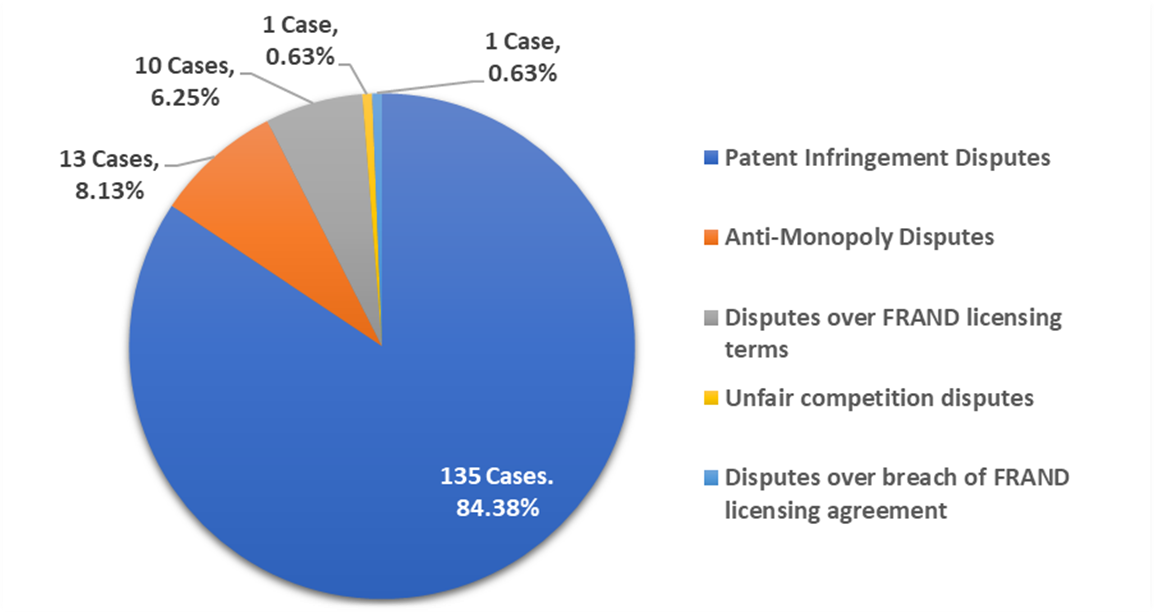 1 Case,
0.63%
1 Case,
0.63%
10 Cases,
6.25%
13 Cases,
8.13%
135 Cases.
84.38%
Patent Infringement Disputes
Anti-Monopoly Disputes
Disputes over FRAND licensing
terms
Unfair competition disputes
Disputes over breach of FRAND
licensing agreement